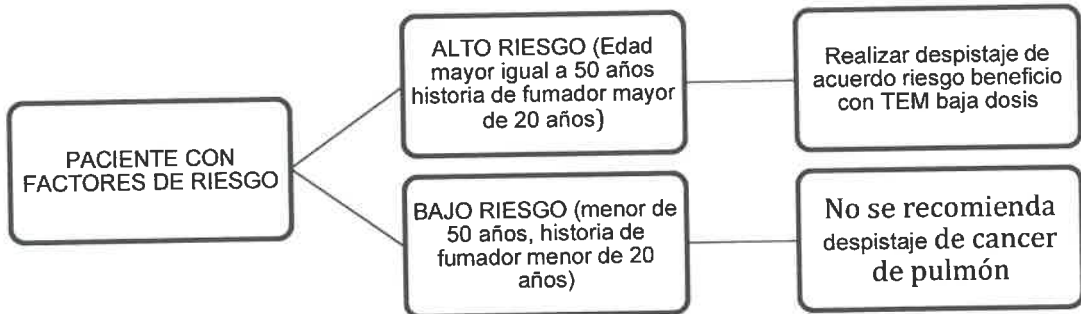 PACIENTE CON
FACTORES DE RIESGO
ALTO RIESGO (Edad
mayor igual a 50 años
historia de fumador mayor
de 20 años)
Realizar despistaje de
acuerdo riesgo beneficio
con TEM baja dosis
BAJO RIESGO (menor de
50 años, historia de
fumador menor de 20
años)
No se recomienda
despistaje de cancer
de pulmón